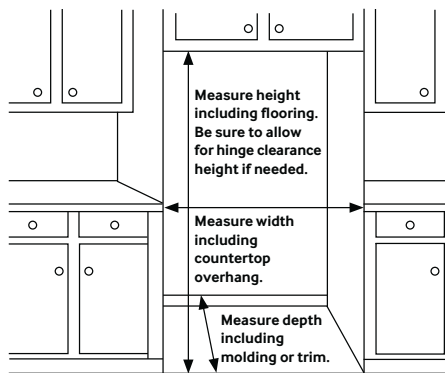 Measure height
including flooring.
Be sure to allow
for hinge clearance
height if needed.
Measure width
including
countertop
overhang.
Measure depth
including
molding or trim.